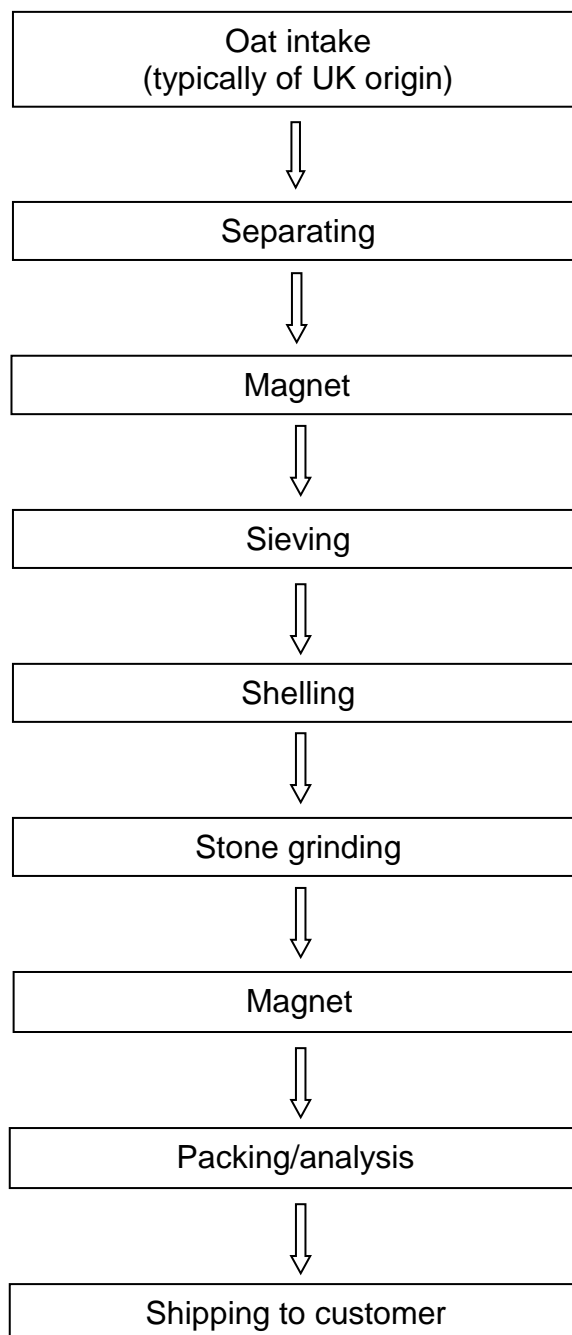 Oat intake
(typically of UK origin)
Separating
Magnet
Sieving
Shelling
Stone grinding
Magnet
Packing/analysis
Shipping to customer